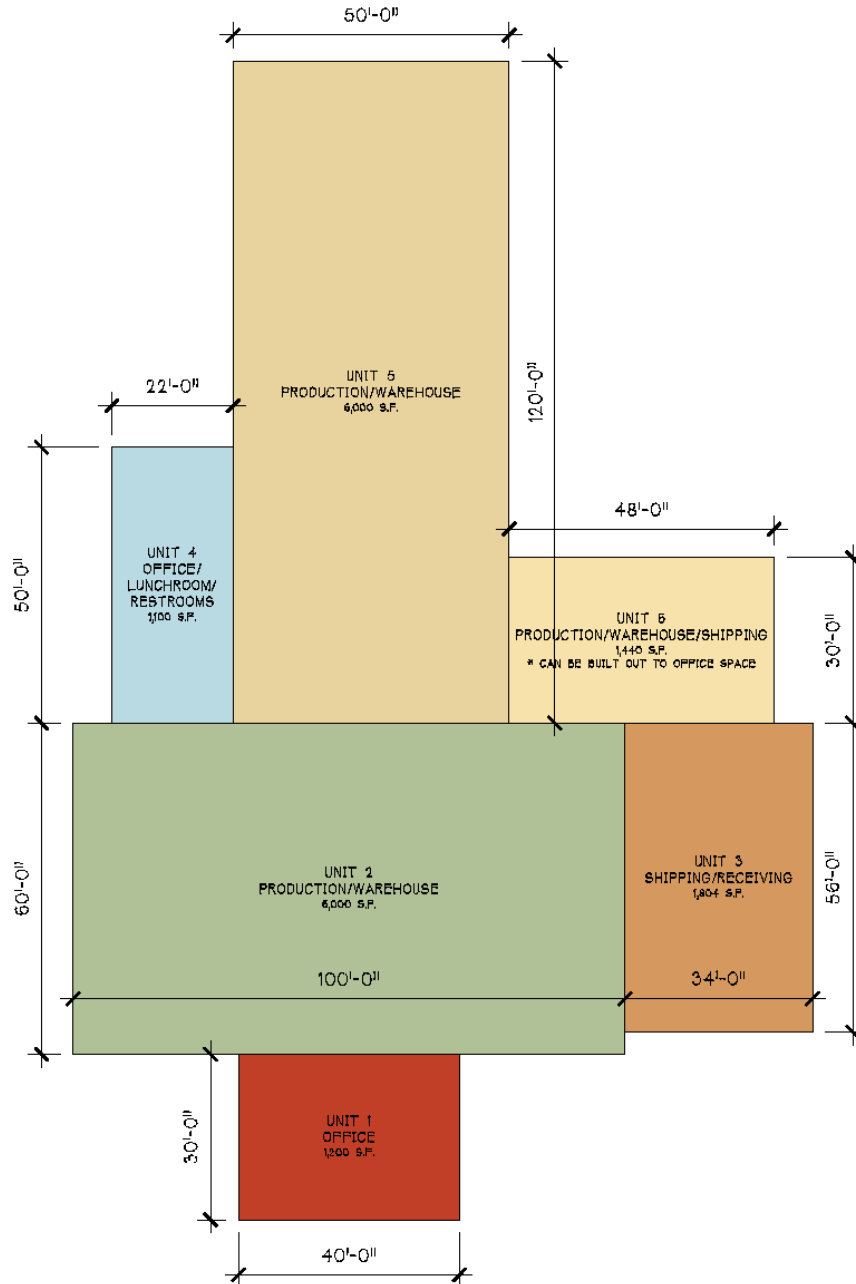 50'-0"
UNIT 5
PRODUCTION/WAREHOUSE
6,000 S.F.
120'-0"
22'-0"
48'-0"
50'-0"
UNIT 4
OFFICE/
LUNCHROOM/
RESTROOMS
1,100 S.F.
UNIT 6
PRODUCTION/WAREHOUSE/SHIPPING
1,440 S.F.
* CAN BE BUILT OUT TO OFFICE SPACE
30'-0"
60'-0"
UNIT 2
PRODUCTION/WAREHOUSE
6,000 S.F.
UNIT 3
SHIPPING/RECEIVING
1,904 S.F.
56'-0"
100'-0"
34'-0"
30'-0"
UNIT 1
OFFICE
1,200 S.F.
40'-0"